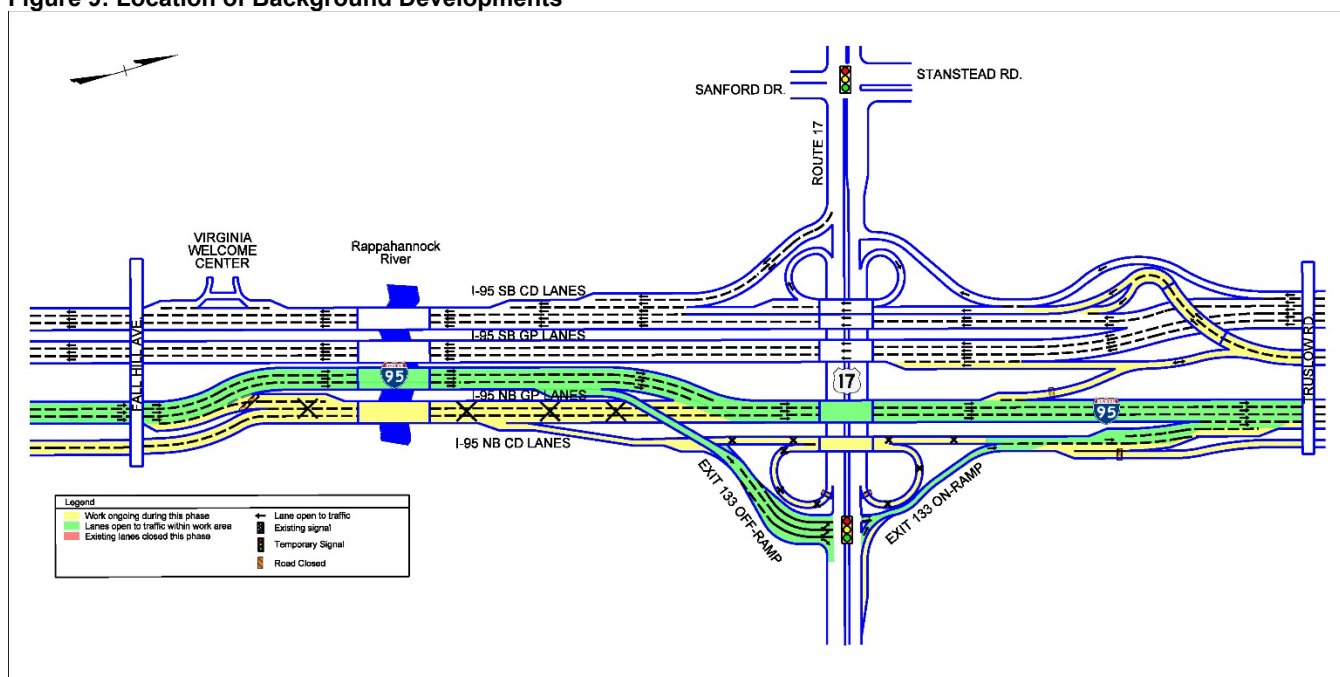 Figure 9: Location of Background Developments
SANFORD DR.
STANSTEAD RD.
ROUTE 17
VIRGINIA
WELCOME
CENTER
Rappahannock
River
I-95 SB CD LANES
I-95 SB GP LANES
FALL HILL AVE.
TRUSLOW RD.
95
17
I-95 NB GP LANES
95
I-95 NB CD LANES
EXIT 133 OFF-RAMP
EXIT 133 ON-RAMP
Legend
Work ongoing during this phase
Lanes open to traffic within work area
Existing lanes closed this phase
Lane open to traffic
Existing signal
Temporary Signal
Road Closed